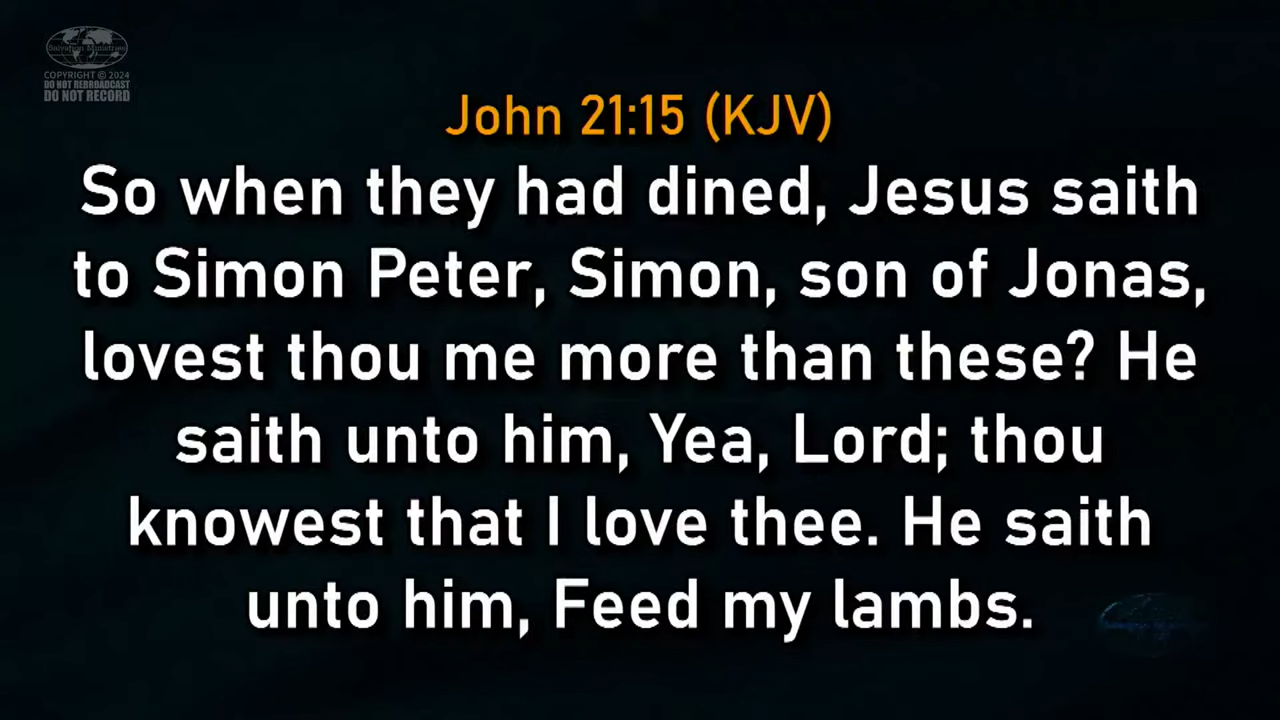 Salvation Ministries
COPYRIGHT © 2024
DO NOT REBROADCAST
DO NOT RECORD
John 21:15 (KJV)
So when they had dined, Jesus saith
to Simon Peter, Simon, son of Jonas,
lovest thou me more than these? He
saith unto him, Yea, Lord; thou
knowest that I love thee. He saith
unto him, Feed my lambs.